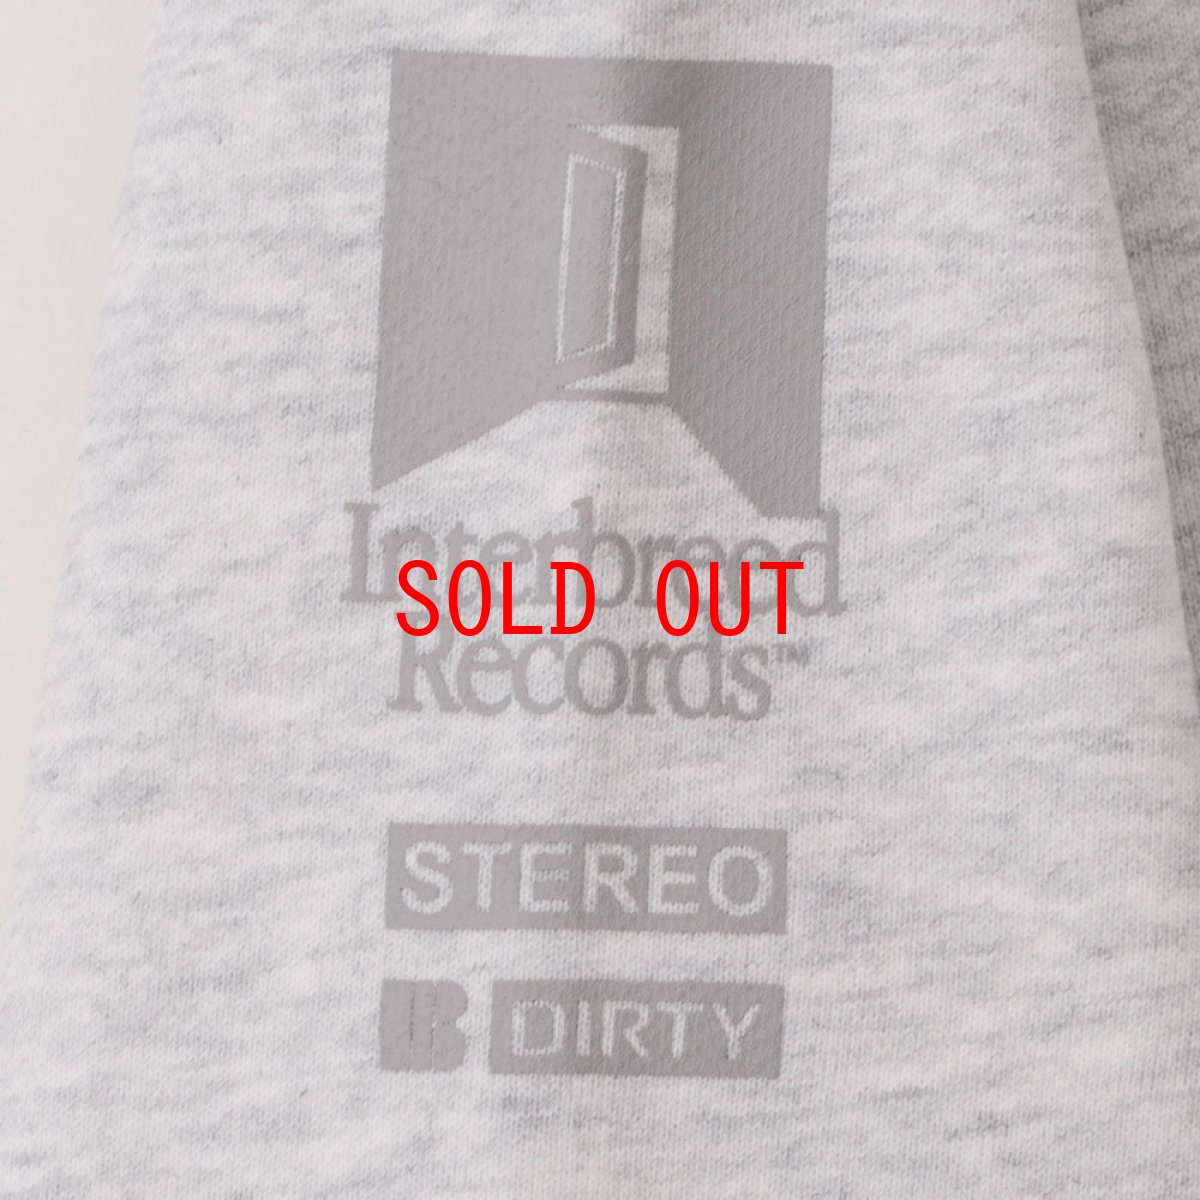 Interbreed
SOLD OUT
Records™
STEREO
B DIRTY